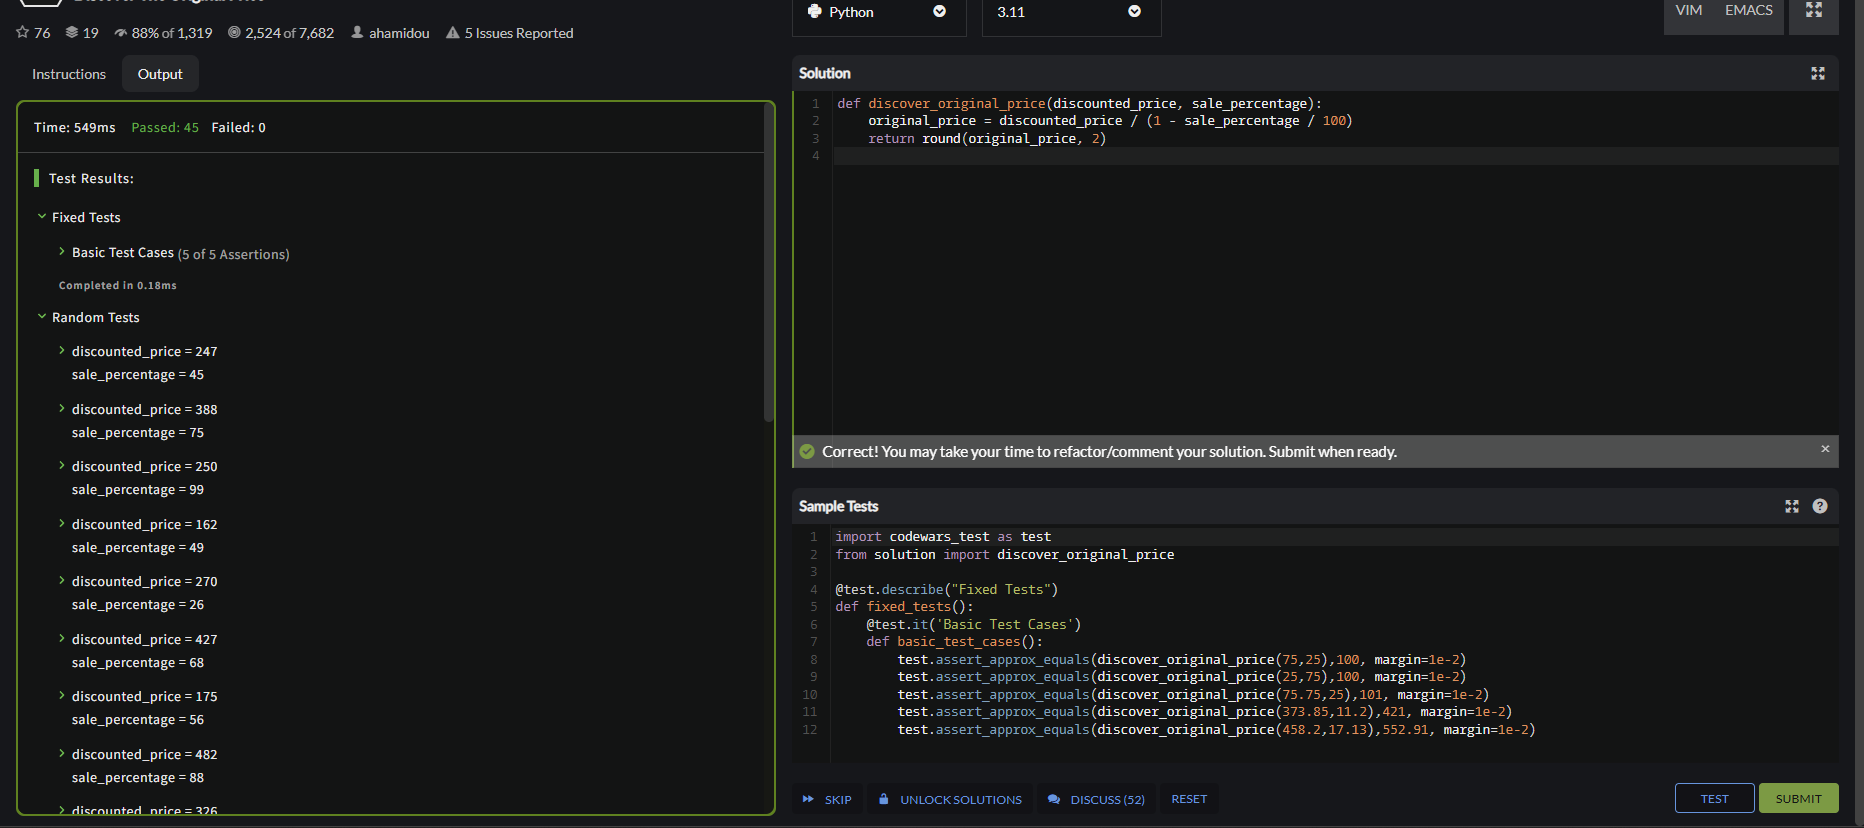 76 19 88% of 1,319 2,524 of 7,682 ahamidou 5 Issues Reported
Instructions Output
Time: 549ms Passed: 45 Failed: 0
Test Results:
Fixed Tests
Basic Test Cases (5 of 5 Assertions)
Completed in 0.18ms
Random Tests
discounted_price = 247
sale_percentage = 45
discounted_price = 388
sale_percentage = 75
discounted_price = 250
sale_percentage = 99
discounted_price = 162
sale_percentage = 49
discounted_price = 270
sale_percentage = 26
discounted_price = 427
sale_percentage = 68
discounted_price = 175
sale_percentage = 56
discounted_price = 482
sale_percentage = 88
discounted_price = 326
Python 3.11 VIM EMACS
Solution
1 def discover_original_price(discounted_price, sale_percentage):
2 original_price = discounted_price / (1 - sale_percentage / 100)
3 return round(original_price, 2)
4
Correct! You may take your time to refactor/comment your solution. Submit when ready. ×
Sample Tests ?
1 import codewars_test as test
2 from solution import discover_original_price
3
4 @test.describe("Fixed Tests")
5 def fixed_tests():
6 @test.it('Basic Test Cases')
7 def basic_test_cases():
8 test.assert_approx_equals(discover_original_price(75,25),100, margin=1e-2)
9 test.assert_approx_equals(discover_original_price(25,75),100, margin=1e-2)
10 test.assert_approx_equals(discover_original_price(75.75,25),101, margin=1e-2)
11 test.assert_approx_equals(discover_original_price(373.85,11.2),421, margin=1e-2)
12 test.assert_approx_equals(discover_original_price(458.2,17.13),552.91, margin=1e-2)
SKIP UNLOCK SOLUTIONS DISCUSS (52) RESET TEST SUBMIT